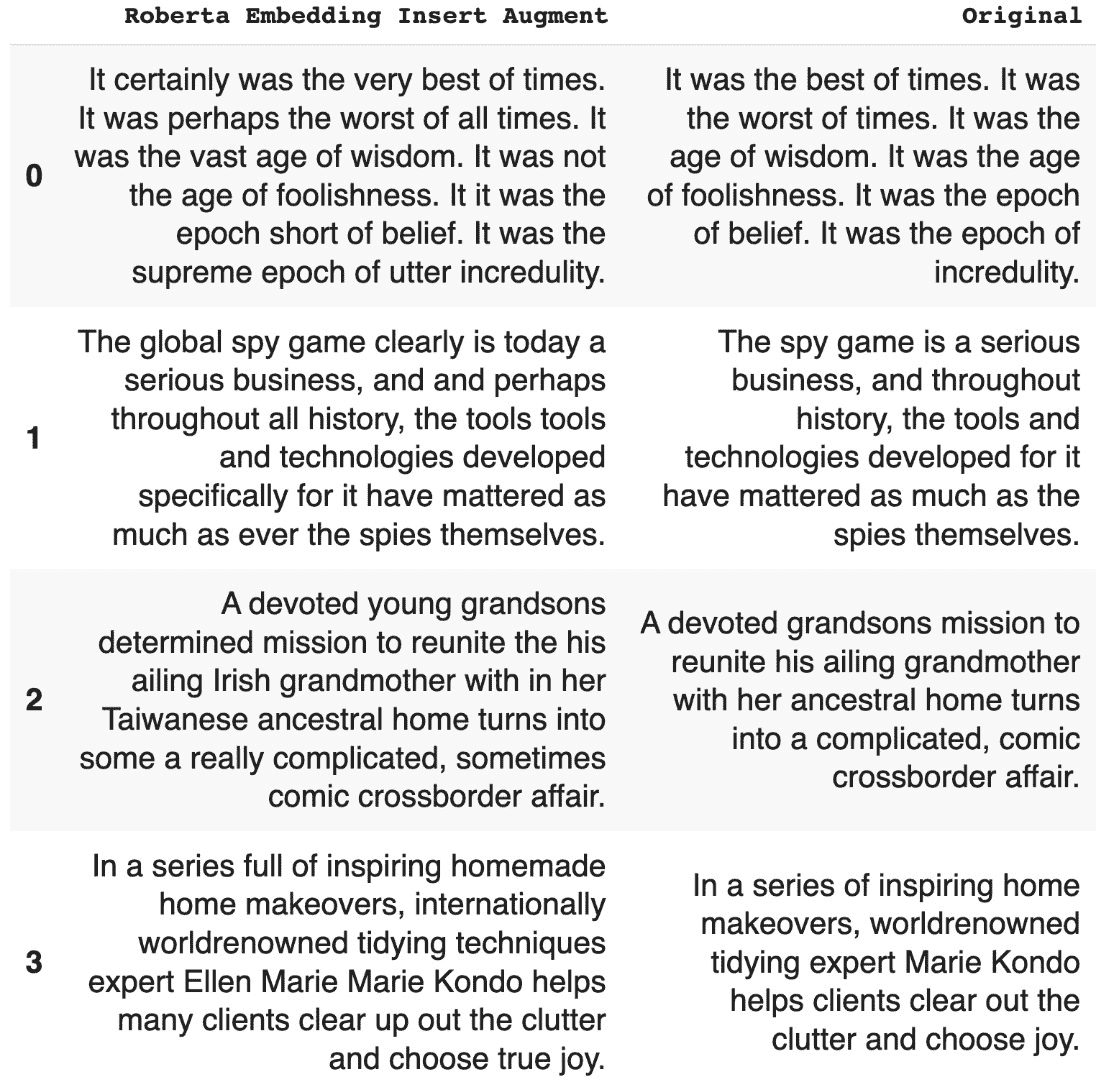 Roberta Embedding Insert Augment Original
0
It certainly was the very best of times.
It was perhaps the worst of all times. It
was the vast age of wisdom. It was not
the age of foolishness. It it was the
epoch short of belief. It was the
supreme epoch of utter incredulity.
It was the best of times. It was
the worst of times. It was the
age of wisdom. It was the age
of foolishness. It was the epoch
of belief. It was the epoch of
incredulity.
1
The global spy game clearly is today a
serious business, and and perhaps
throughout all history, the tools tools
and technologies developed
specifically for it have mattered as
much as ever the spies themselves.
The spy game is a serious
business, and throughout
history, the tools and
technologies developed for it
have mattered as much as the
spies themselves.
2
A devoted young grandsons
determined mission to reunite the his
ailing Irish grandmother with in her
Taiwanese ancestral home turns into
some a really complicated, sometimes
comic crossborder affair.
A devoted grandsons mission to
reunite his ailing grandmother
with her ancestral home turns
into a complicated, comic
crossborder affair.
3
In a series full of inspiring homemade
home makeovers, internationally
worldrenowned tidying techniques
expert Ellen Marie Marie Kondo helps
many clients clear up out the clutter
and choose true joy.
In a series of inspiring home
makeovers, worldrenowned
tidying expert Marie Kondo
helps clients clear out the
clutter and choose joy.